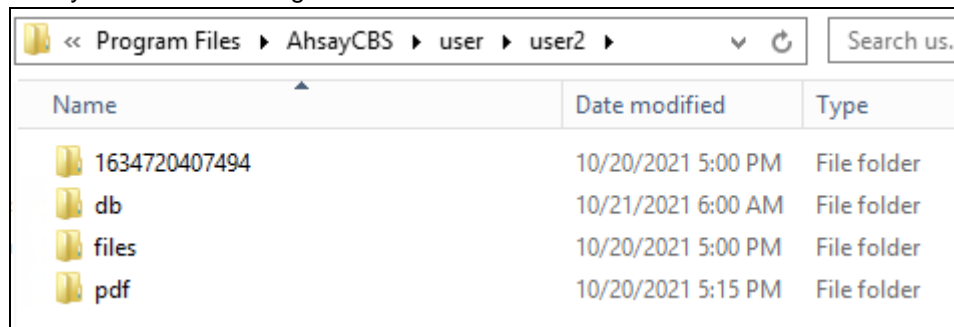 « Program Files ▸ AhsayCBS ▸ user ▸ user2 ▸ Search us.
Name Date modified Type
1634720407494 10/20/2021 5:00 PM File folder
db 10/21/2021 6:00 AM File folder
files 10/20/2021 5:00 PM File folder
pdf 10/20/2021 5:15 PM File folder